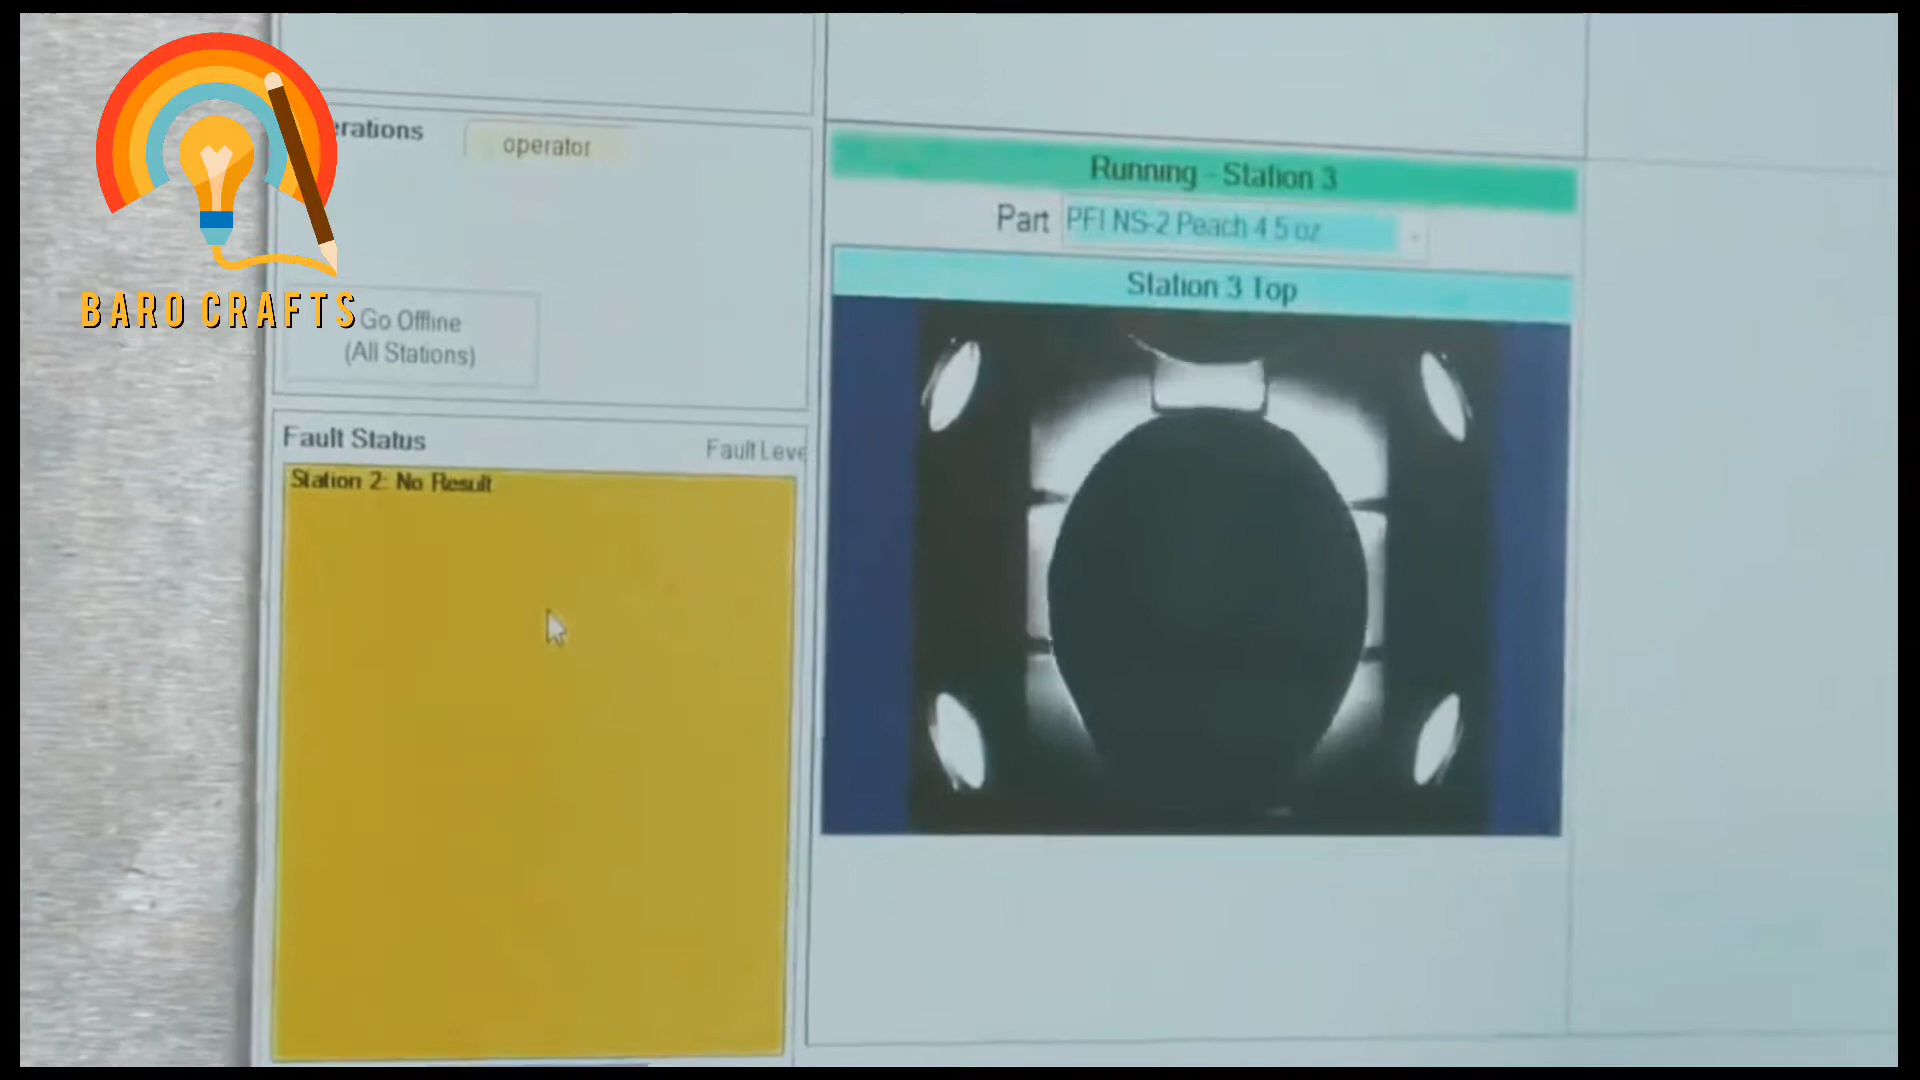 BARO CRAFTS
erations
operator
Go Offline
(All Stations)
Fault Status
Fault Leve
Station 2: No Result
Running - Station 3
Part
PFI NS-2 Peach 4 5 oz
Station 3 Top